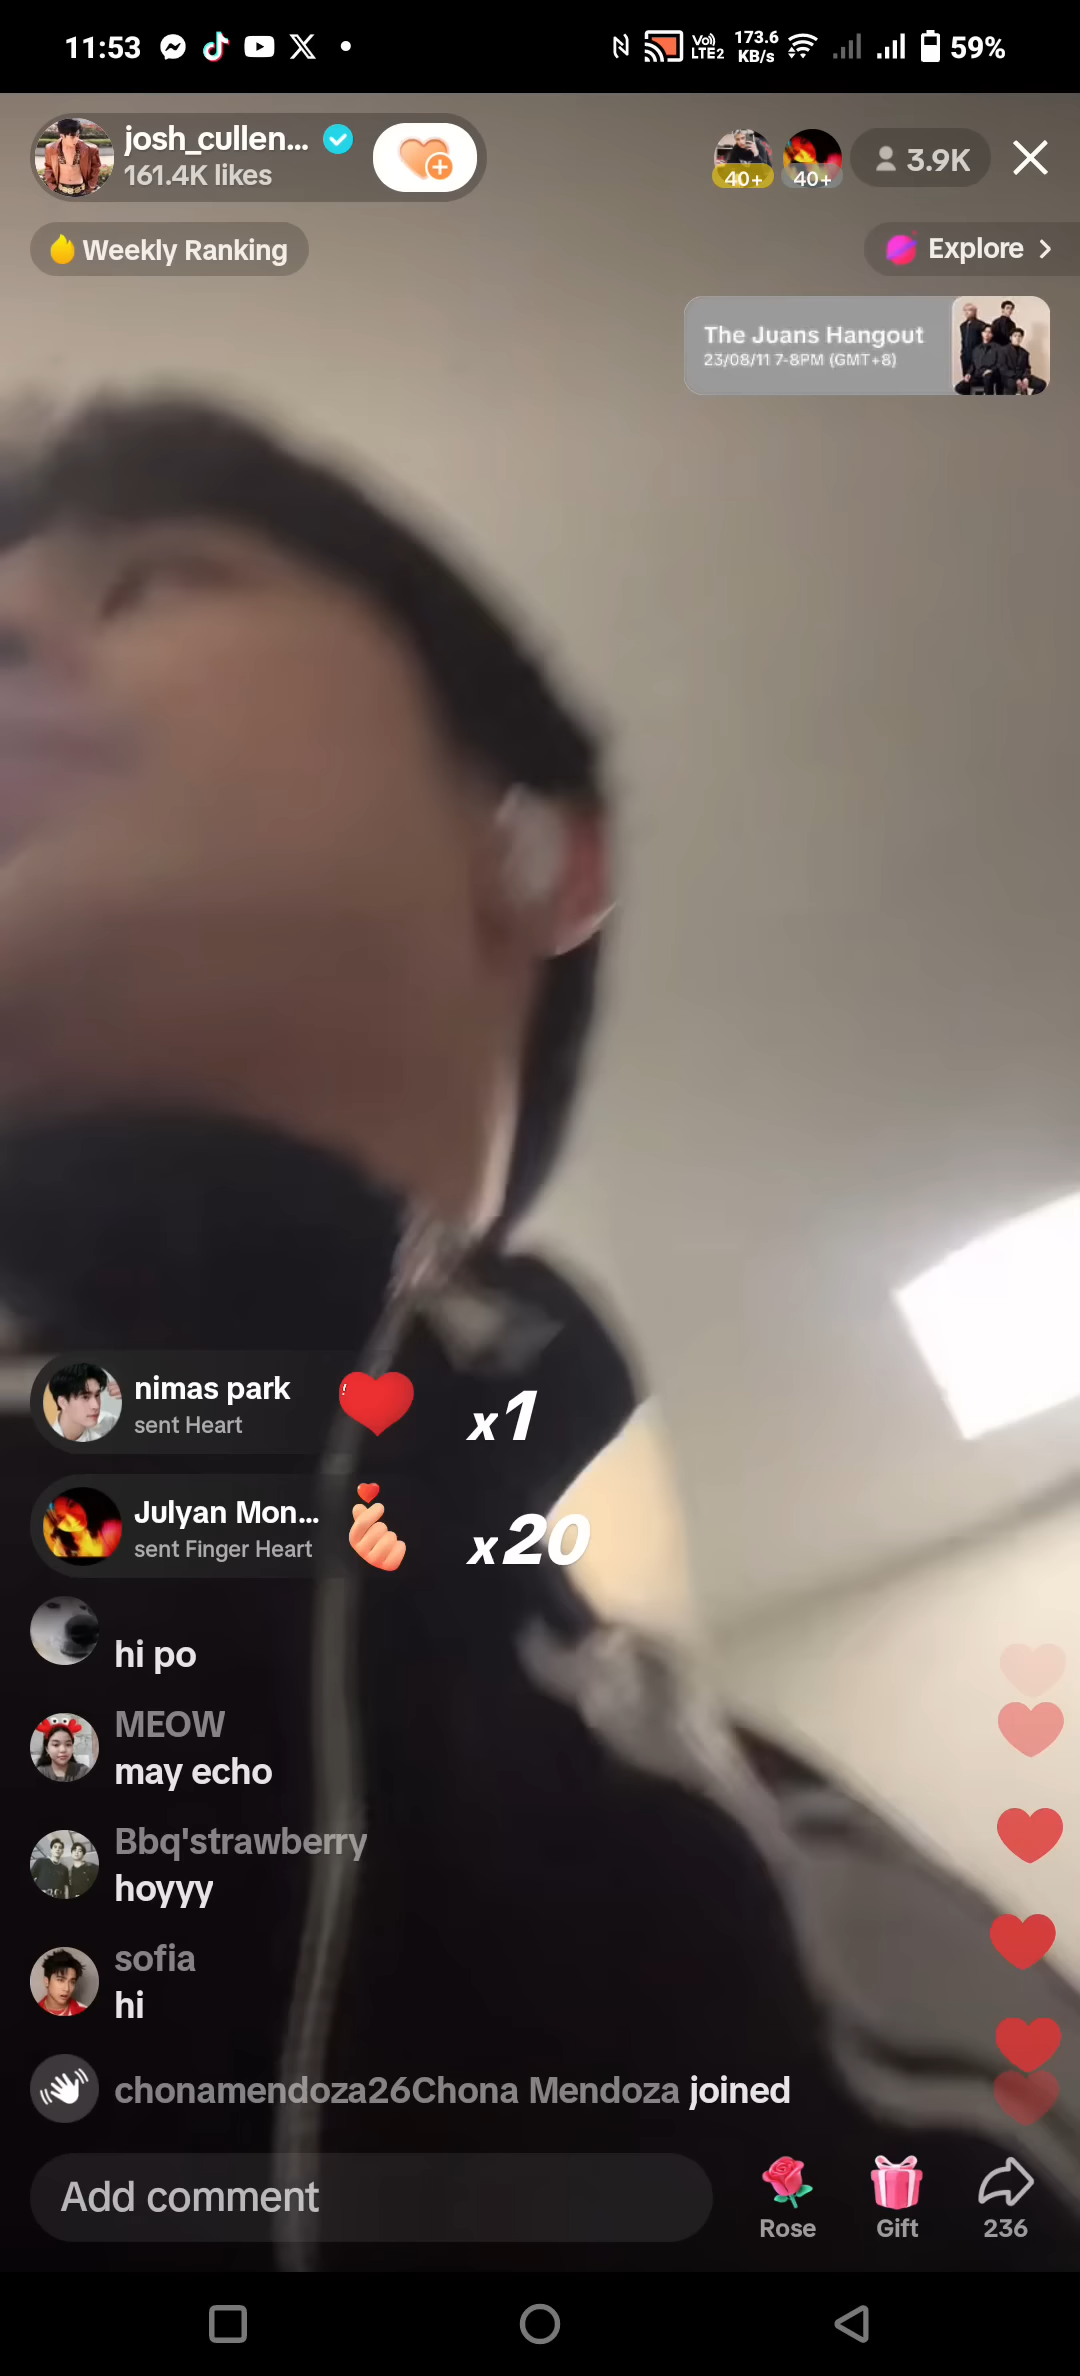 11:53
173.6
KB/s
Vo))
LTE2
59%
josh_cullen...
161.4K likes
40+
40+
3.9K
Weekly Ranking
Explore
The Juans Hangout
23/08/11 7-8PM (GMT+8)
nimas park
sent Heart
x1
Julyan Mon...
sent Finger Heart
x20
hi po
MEOW
may echo
Bbq'strawberry
hoyyy
sofia
hi
chonamendoza26Chona Mendoza joined
Add comment
Rose
Gift
236